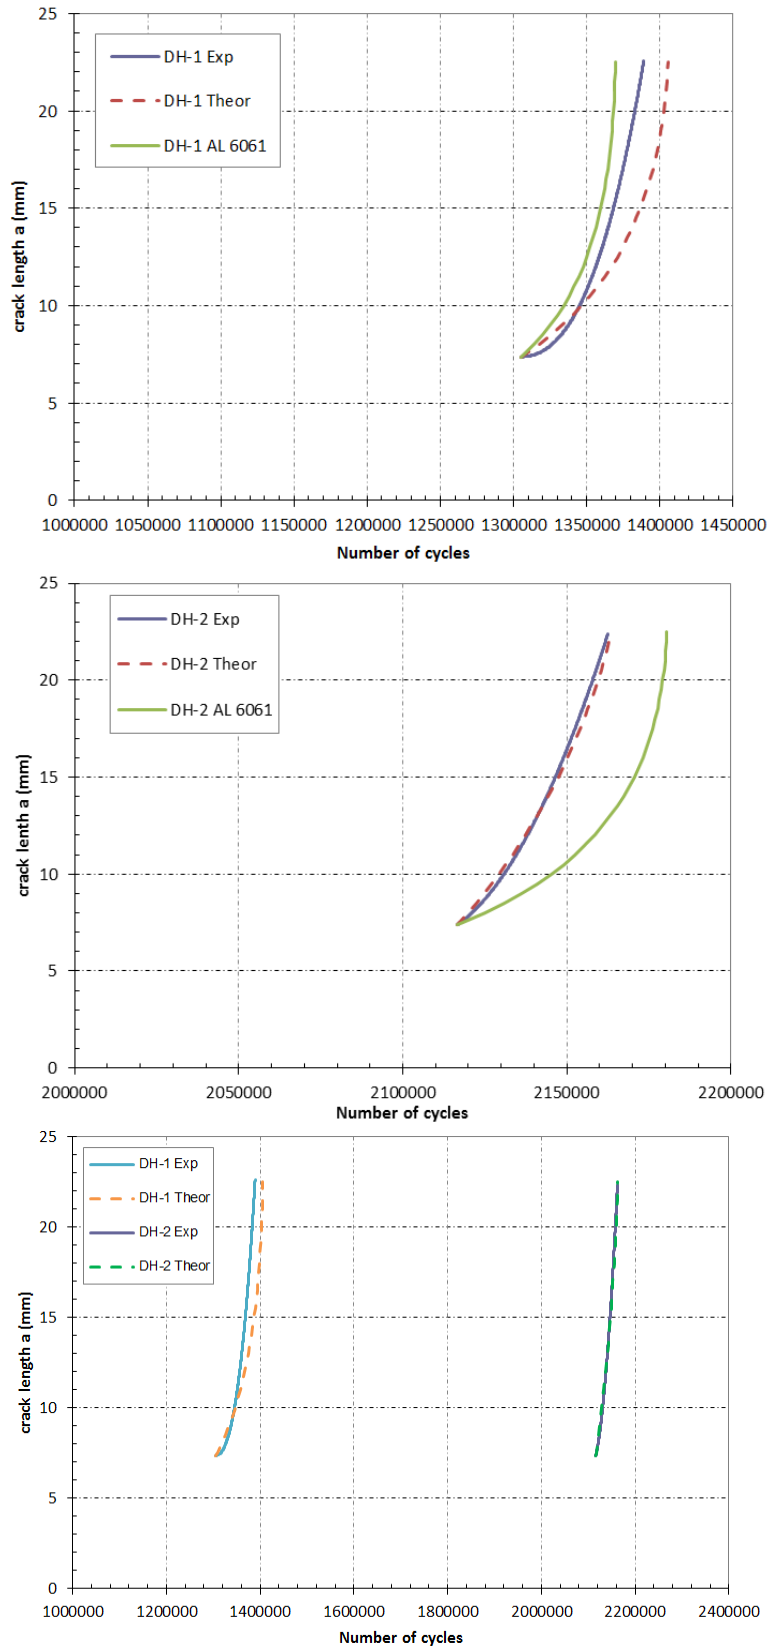 25
20
15
10
5
0
DH-1 Exp
DH-1 Theor
DH-1 AL 6061
crack length a (mm)
1000000 1050000 1100000 1150000 1200000 1250000 1300000 1350000 1400000 1450000
Number of cycles
25
20
15
10
5
0
DH-2 Exp
DH-2 Theor
DH-2 AL 6061
crack lenth a (mm)
2000000 2050000 2100000 2150000 2200000
Number of cycles
25
20
15
10
5
0
DH-1 Exp
DH-1 Theor
DH-2 Exp
DH-2 Theor
crack length a (mm)
1000000 1200000 1400000 1600000 1800000 2000000 2200000 2400000
Number of cycles